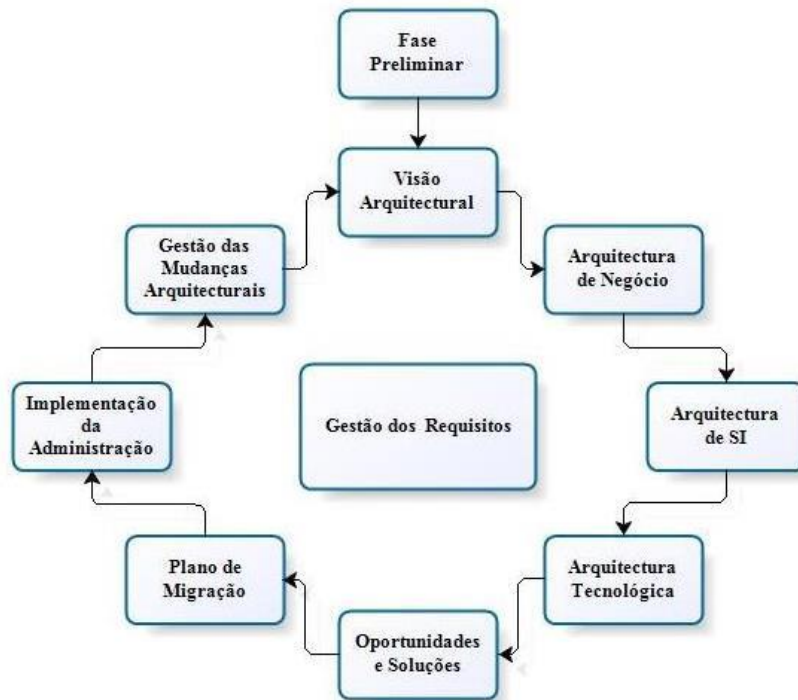 Fase
Preliminar
Visão
Arquitectural
Gestão das
Mudanças
Arquitecturais
Arquitectura
de Negócio
Implementação
da
Administração
Gestão dos Requisitos
Arquitectura
de SI
Plano de
Migração
Arquitectura
Tecnológica
Oportunidades
e Soluções